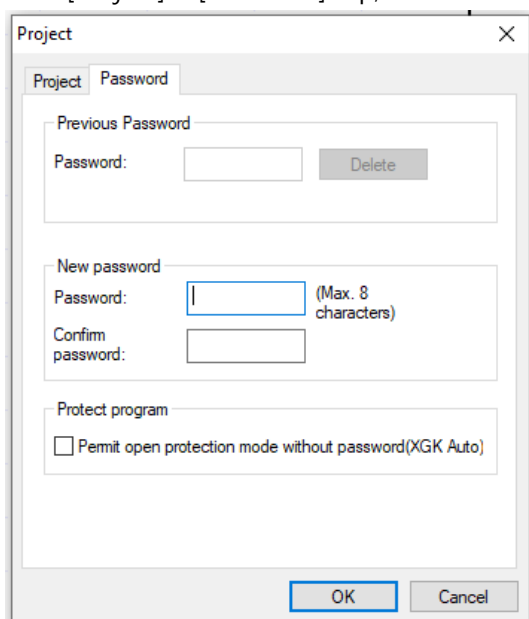 Project
Project Password
Previous Password
Password:
Delete
New password
Password:
(Max. 8
characters)
Confirm
password:
Protect program
Permit open protection mode without password(XGK Auto)
OK Cancel